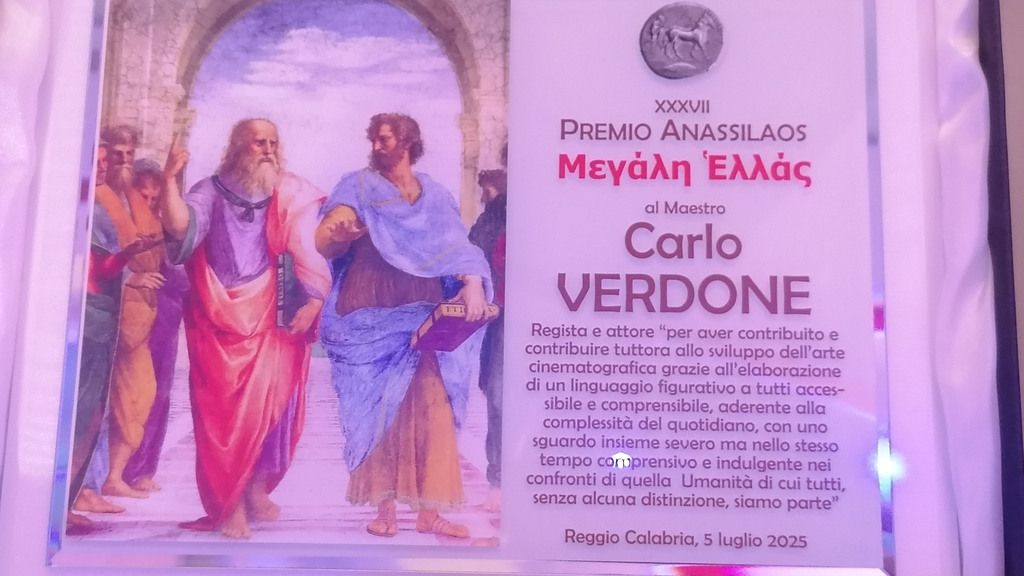 XXXVII
PREMIO ANASSILAOS
Μεγάλη Ἑλλάς
al Maestro
Carlo
VERDONE
Regista e attore “per aver contribuito e
contribuire tuttora allo sviluppo dell'arte
cinematografica grazie all'elaborazione
di un linguaggio figurativo a tutti acces-
sibile e comprensibile, aderente alla
complessità del quotidiano, con uno
sguardo insieme severo ma nello stesso
tempo comprensivo e indulgente nei
confronti di quella Umanità di cui tutti,
senza alcuna distinzione, siamo parte”
Reggio Calabria, 5 luglio 2025